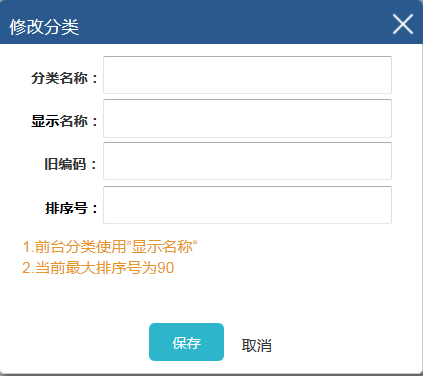 修改分类
分类名称：
显示名称：
旧编码：
排序号：
1.前台分类使用”显示名称“
2.当前最大排序号为90
保存 取消